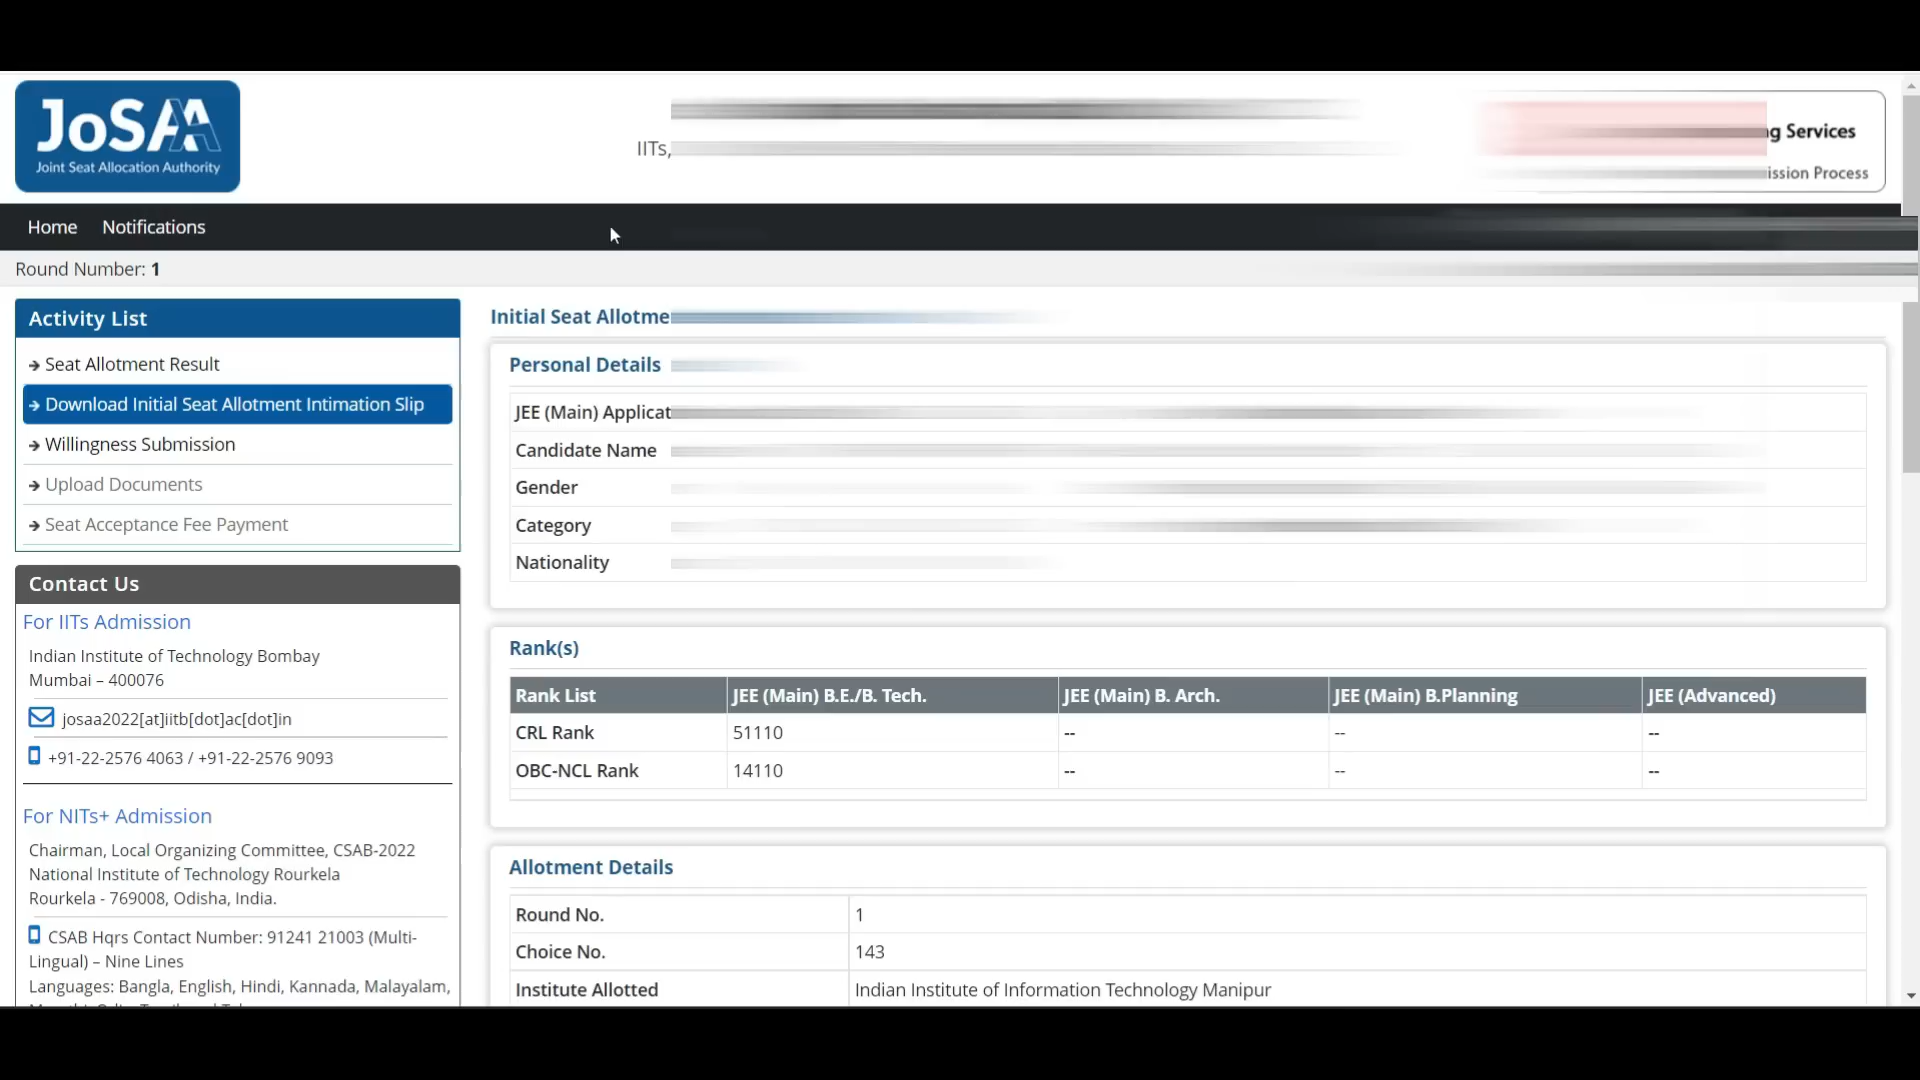 JoSAA
Joint Seat Allocation Authority
IITs,
Services
Process
Home Notifications
Round Number: 1
Activity List
Seat Allotment Result
Download Initial Seat Allotment Intimation Slip
Willingness Submission
Upload Documents
Seat Acceptance Fee Payment
Contact Us
For IITs Admission
Indian Institute of Technology Bombay
Mumbai – 400076
josaa2022[at]iitb[dot]ac[dot]in
+91-22-2576 4063 / +91-22-2576 9093
For NITs+ Admission
Chairman, Local Organizing Committee, CSAB-2022
National Institute of Technology Rourkela
Rourkela - 769008, Odisha, India.
CSAB Hqrs Contact Number: 91241 21003 (Multi-
Lingual) – Nine Lines
Languages: Bangla, English, Hindi, Kannada, Malayalam,
Initial Seat Allotme
Personal Details
JEE (Main) Applicat
Candidate Name
Gender
Category
Nationality
Rank(s)
Rank List JEE (Main) B.E./B. Tech. JEE (Main) B. Arch. JEE (Main) B.Planning JEE (Advanced)
CRL Rank 51110 -- -- --
OBC-NCL Rank 14110 -- -- --
Allotment Details
Round No. 1
Choice No. 143
Institute Allotted Indian Institute of Information Technology Manipur